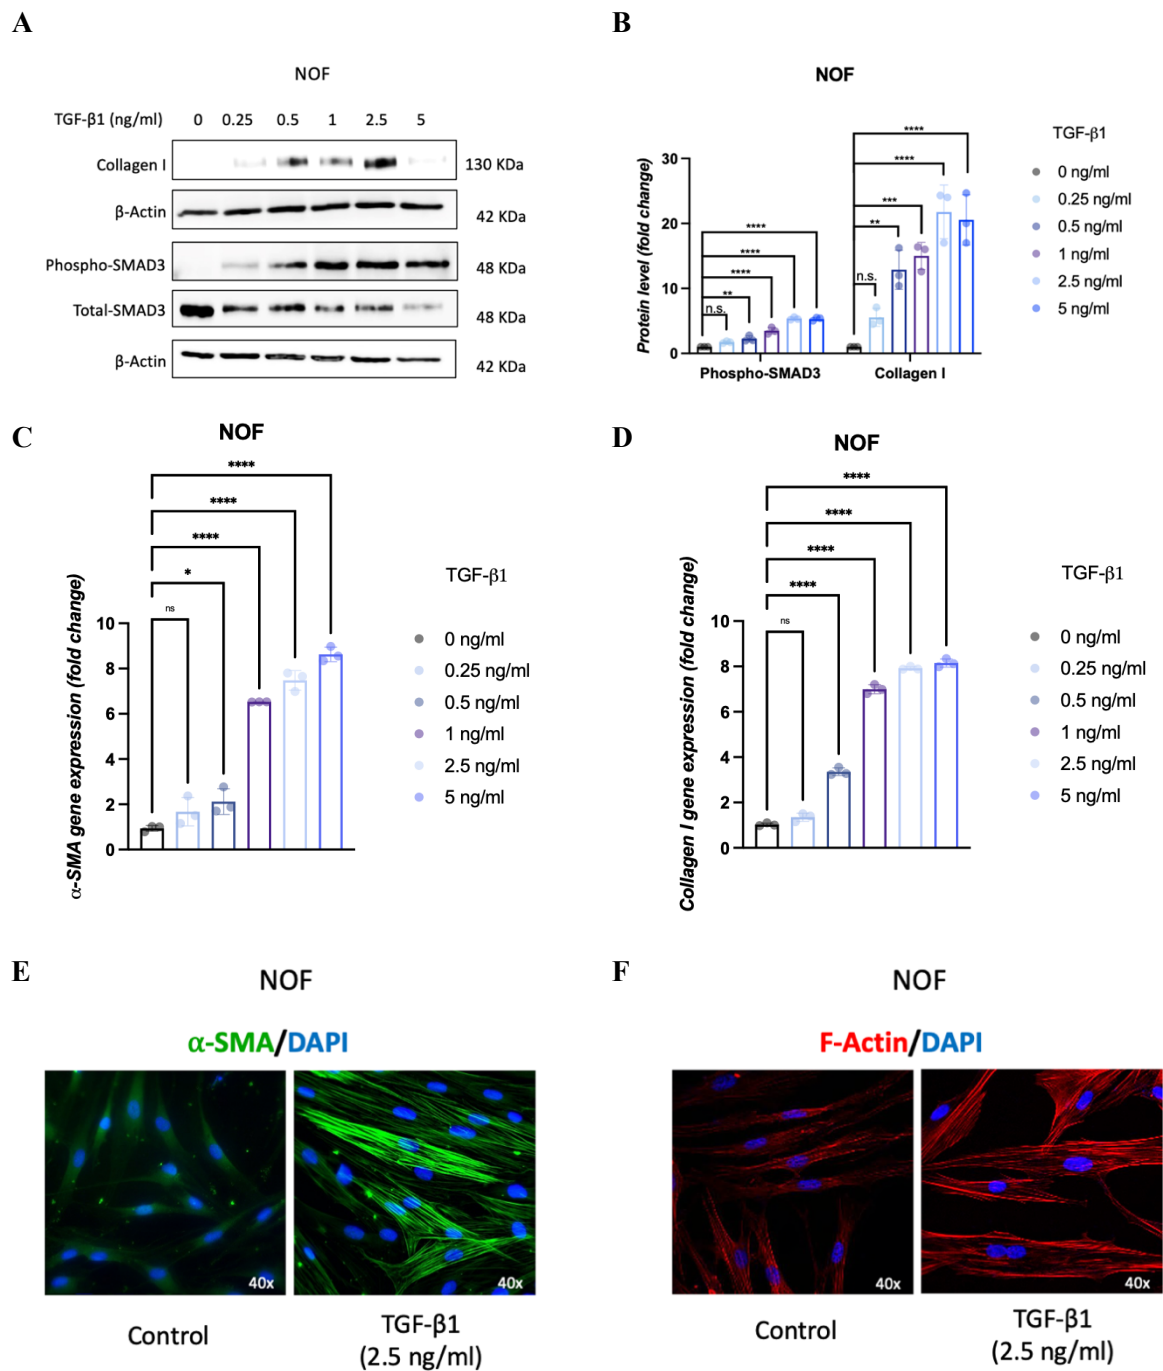 A
NOF
TGF-β1 (ng/ml) 0 0.25 0.5 1 2.5 5
Collagen I 130 KDa
β-Actin 42 KDa
Phospho-SMAD3 48 KDa
Total-SMAD3 48 KDa
β-Actin 42 KDa
B
NOF
Protein level (fold change)
30
20
10
0
n.s.
**
****
****
****
n.s.
**
***
****
****
Phospho-SMAD3
Collagen I
TGF-β1
0 ng/ml
0.25 ng/ml
0.5 ng/ml
1 ng/ml
2.5 ng/ml
5 ng/ml
C
NOF
α-SMA gene expression (fold change)
10
8
6
4
2
0
****
****
****
*
ns
TGF-β1
0 ng/ml
0.25 ng/ml
0.5 ng/ml
1 ng/ml
2.5 ng/ml
5 ng/ml
D
NOF
Collagen I gene expression (fold change)
10
8
6
4
2
0
****
****
****
****
ns
TGF-β1
0 ng/ml
0.25 ng/ml
0.5 ng/ml
1 ng/ml
2.5 ng/ml
5 ng/ml
E
NOF
α-SMA/DAPI
40x
40x
Control
TGF-β1
(2.5 ng/ml)
F
NOF
F-Actin/DAPI
40x
40x
Control
TGF-β1
(2.5 ng/ml)